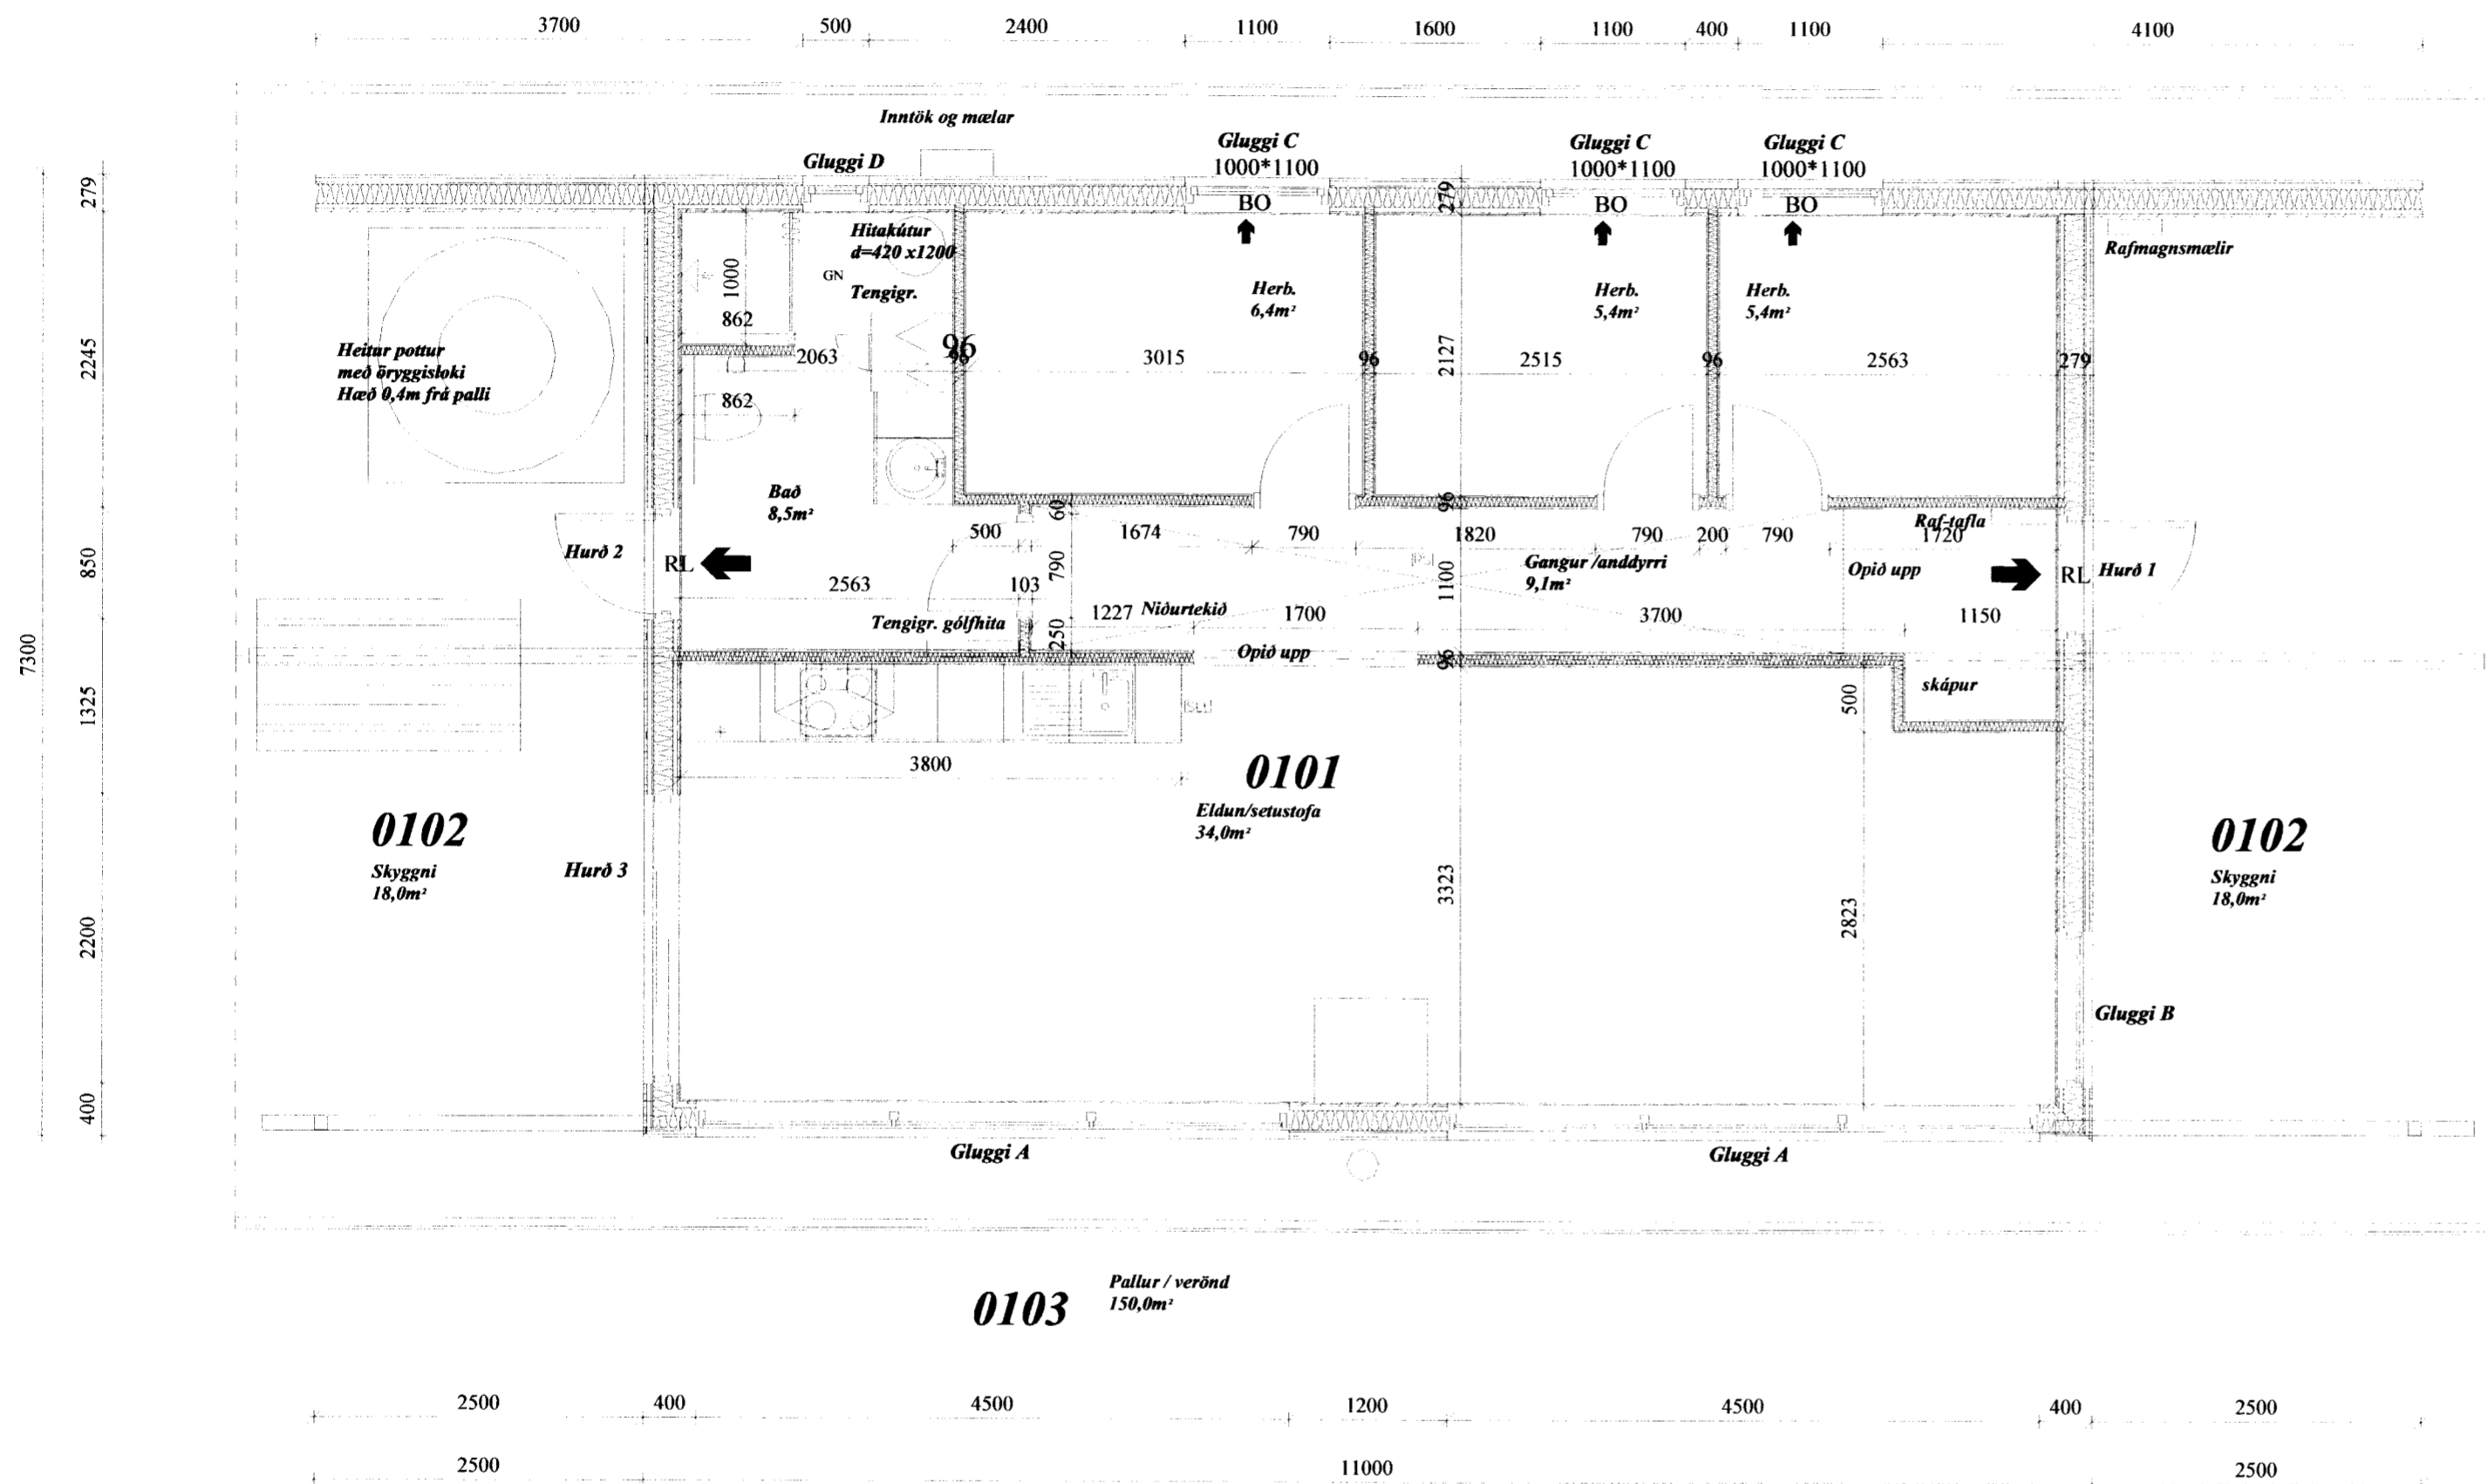 3700 500 2400 1100 1600 1100 400 1100 4100
Inntök og mælar
Gluggi D
Gluggi C
1000*1100
Gluggi C
1000*1100
Gluggi C
1000*1100
BO
BO
BO
279
279
Hitakútur
d=420 x1200
GN
Tengigr.
1000
862
Rafmagnsmælir
Herb.
6,4m²
Herb.
5,4m²
Herb.
5,4m²
Heitur pottur
með öryggisloki
Hæð 0,4m frá palli
2245
2063
96
96
3015
96
2127
2515
96
2563
279
862
Bað
8,5m²
96
60
500
1674
790
1820
790
200
790
Raf-tafla
1720
Hurð 2
RL
850
790
Gangur /anddyrri
9,1m²
1100
Opið upp
RL
Hurð 1
2563
103
1227
Niðurtekið
1700
3700
1150
Tengigr. gólfhita
250
Opið upp
96
7300
1325
skápur
500
3800
0101
Eldun/setustofa
34,0m²
0102
Skyggni
18,0m²
Hurð 3
0102
Skyggni
18,0m²
3323
2823
2200
Gluggi B
400
Gluggi A
Gluggi A
0103
Pallur / verönd
150,0m²
2500 400 4500 1200 4500 400 2500
2500 11000 2500